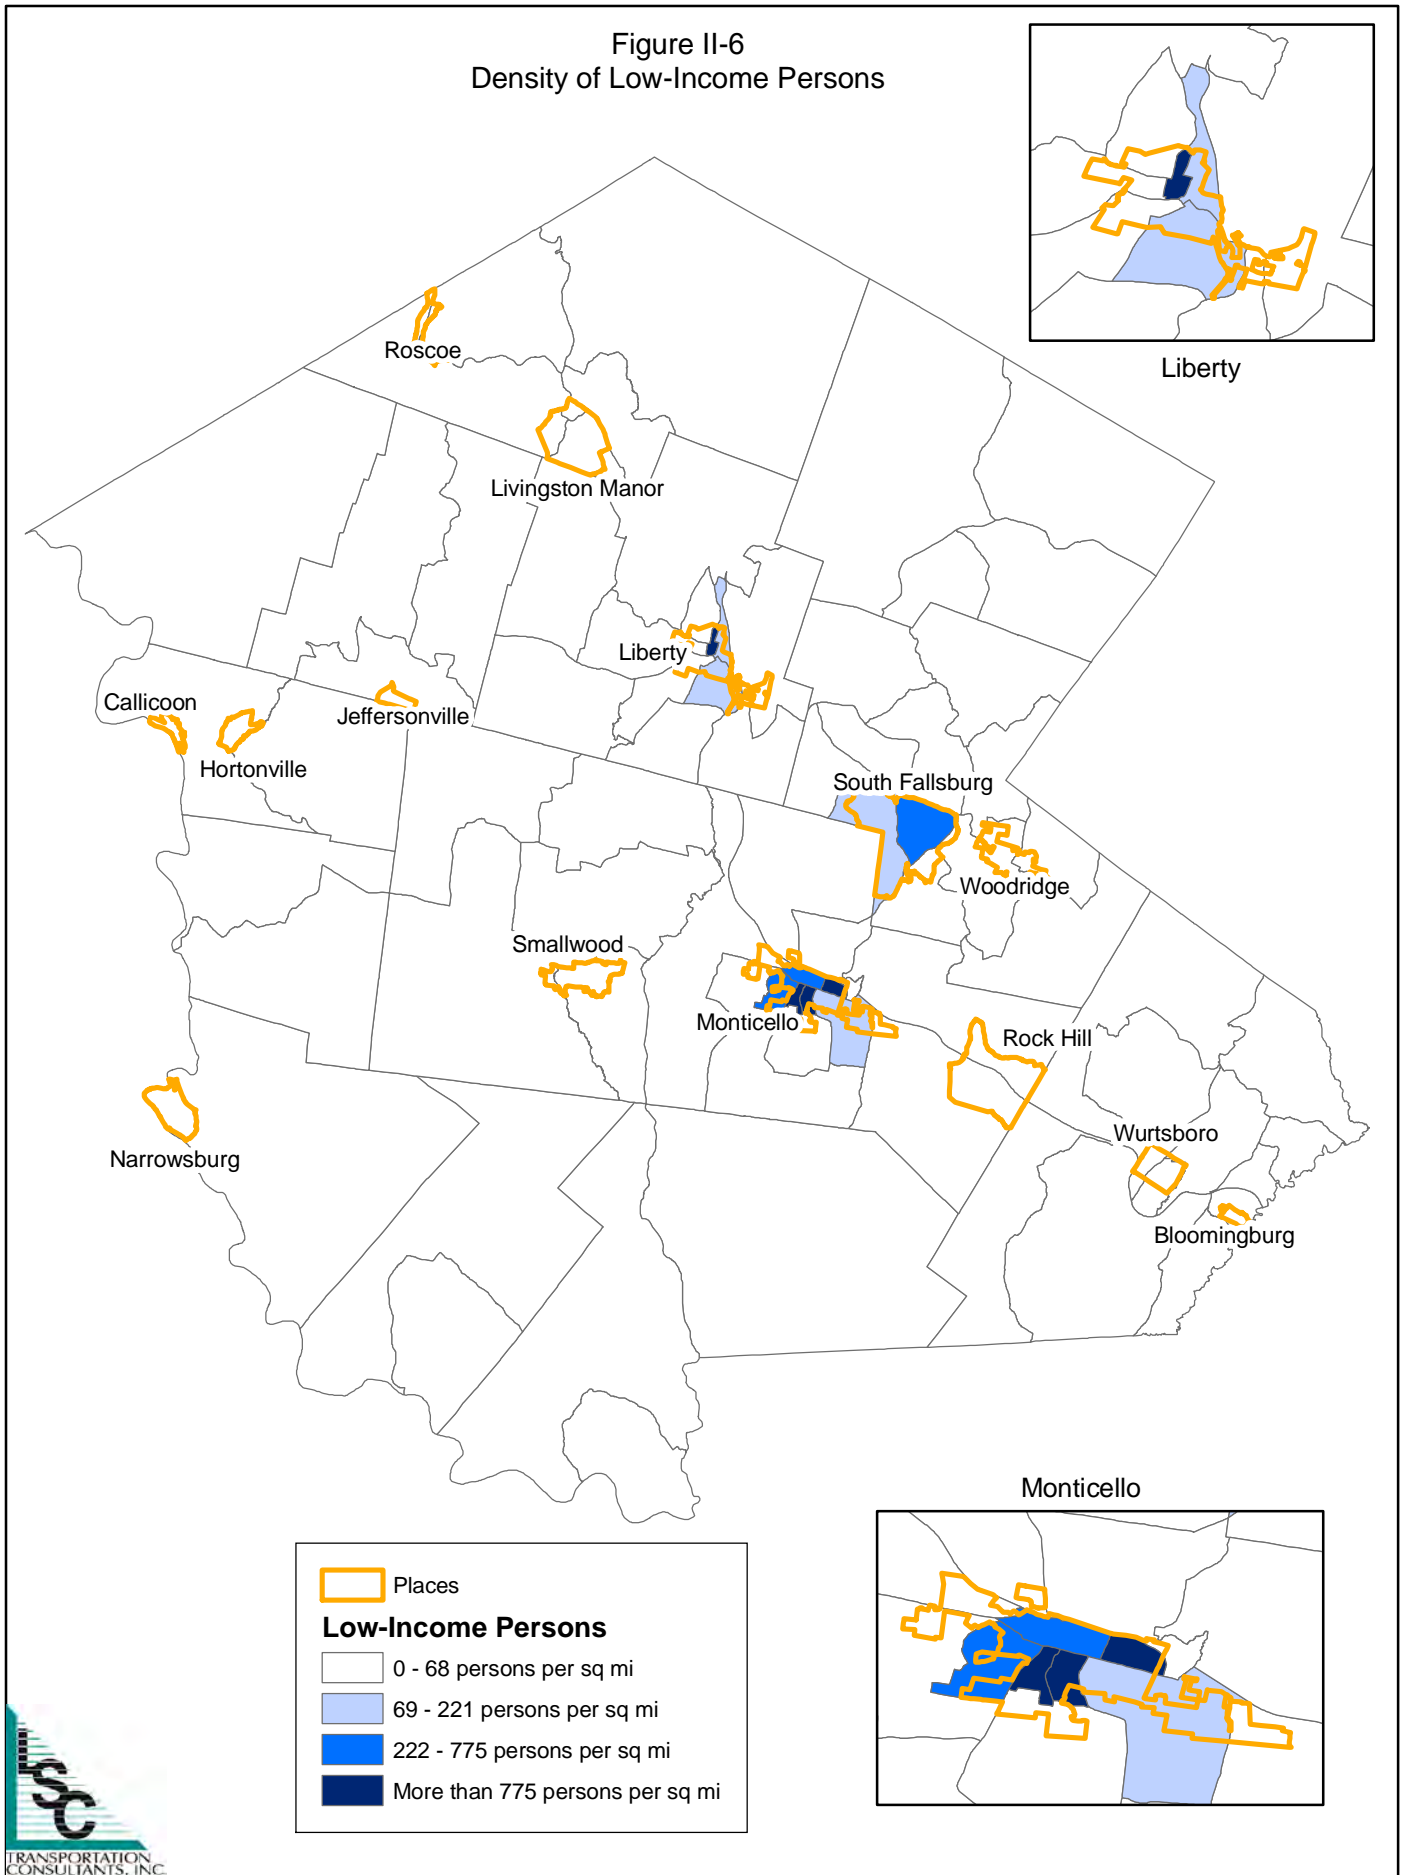 Figure II-6
Density of Low-Income Persons
Liberty
Roscoe
Livingston Manor
Liberty
Callicoon
Jeffersonville
Hortonville
South Fallsburg
Woodridge
Smallwood
Monticello
Rock Hill
Narrowsburg
Wurtsboro
Bloomingburg
Monticello
Places
Low-Income Persons
0 - 68 persons per sq mi
69 - 221 persons per sq mi
222 - 775 persons per sq mi
More than 775 persons per sq mi
LSC
TRANSPORTATION
CONSULTANTS, INC.